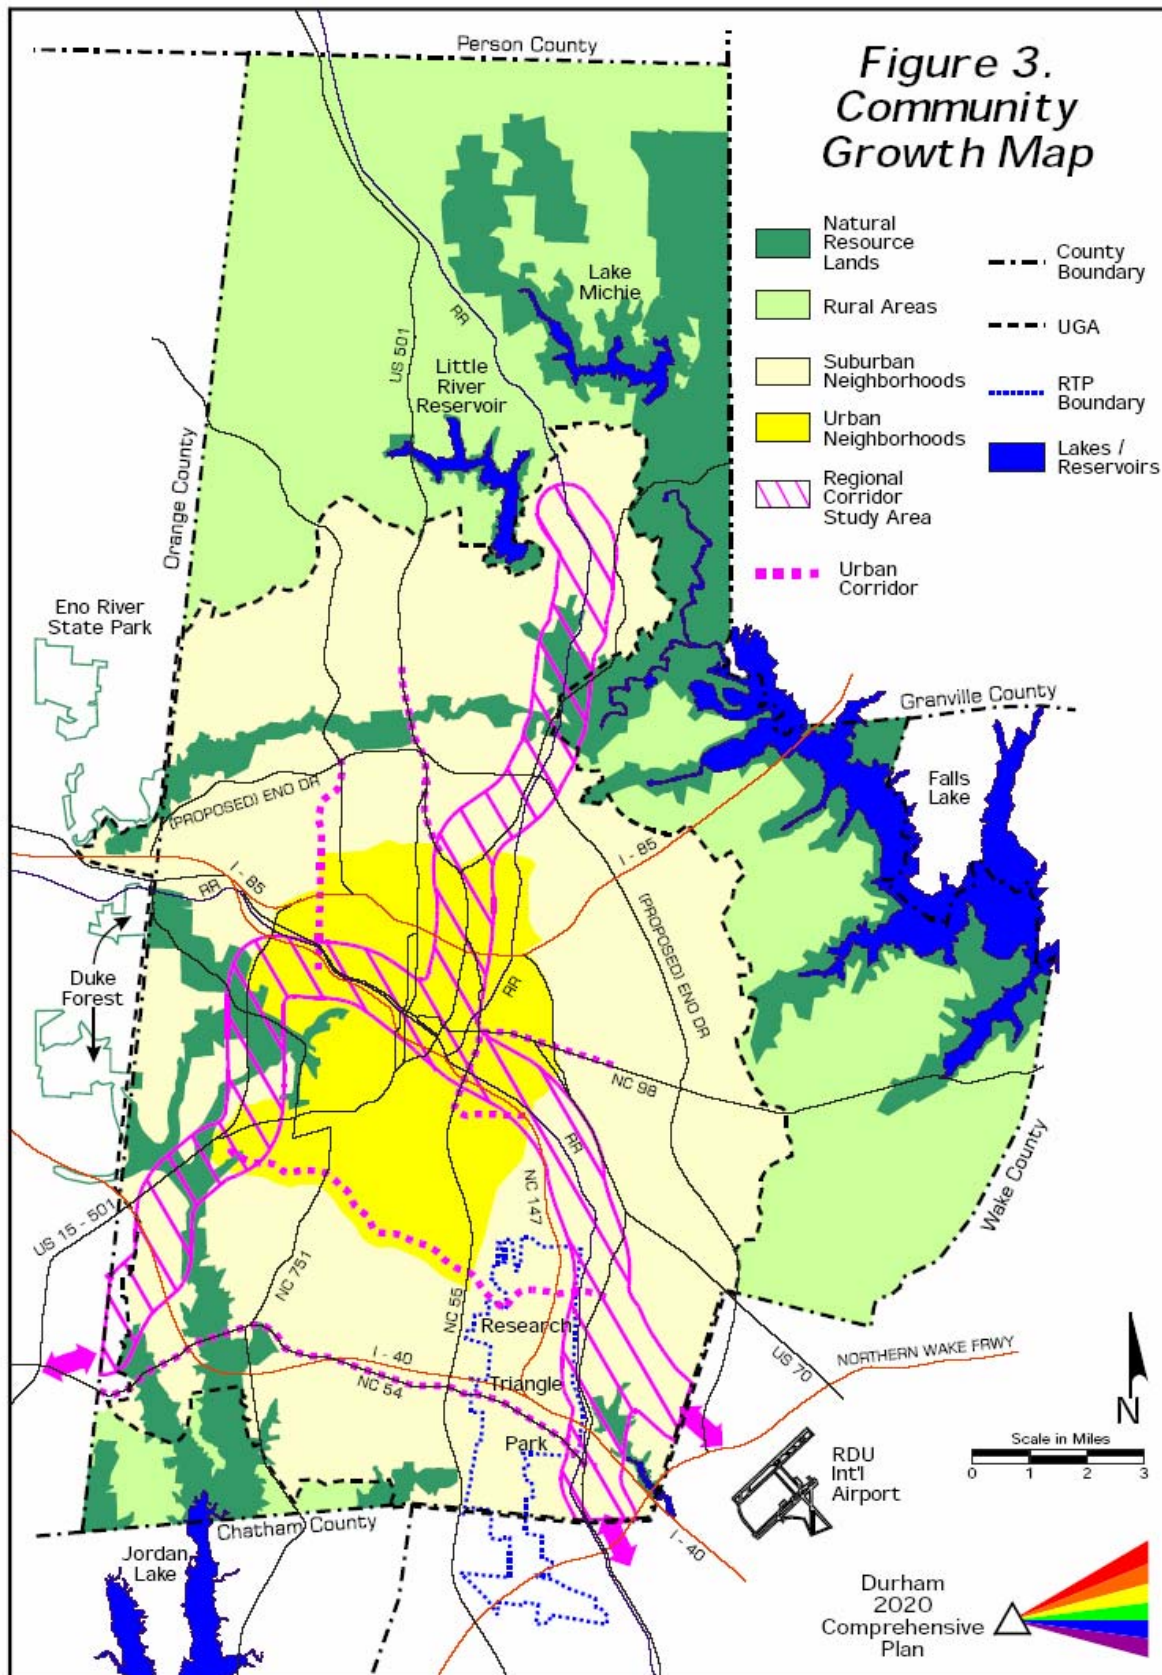 Person County
Figure 3.
Community
Growth Map
Natural
Resource
Lands
Rural Areas
Suburban
Neighborhoods
Urban
Neighborhoods
Regional
Corridor
Study Area
Urban
Corridor
County
Boundary
UGA
RTP
Boundary
Lakes /
Reservoirs
Lake
Michie
RR
US 501
Little
River
Reservoir
Orange County
Eno River
State Park
Granville County
Falls
Lake
(PROPOSED) ENO DR
I - 85
RR
I - 85
(PROPOSED) ENO DR
Duke
Forest
RR
NC 98
RR
Wake County
NC 147
US 15 - 501
NC 751
NC 55
Research
Triangle
Park
I - 40
NC 54
US 70
NORTHERN WAKE FRWY
N
Scale in Miles
0 1 2 3
RDU
Int'l
Airport
I - 40
Chatham County
Jordan
Lake
Durham
2020
Comprehensive
Plan